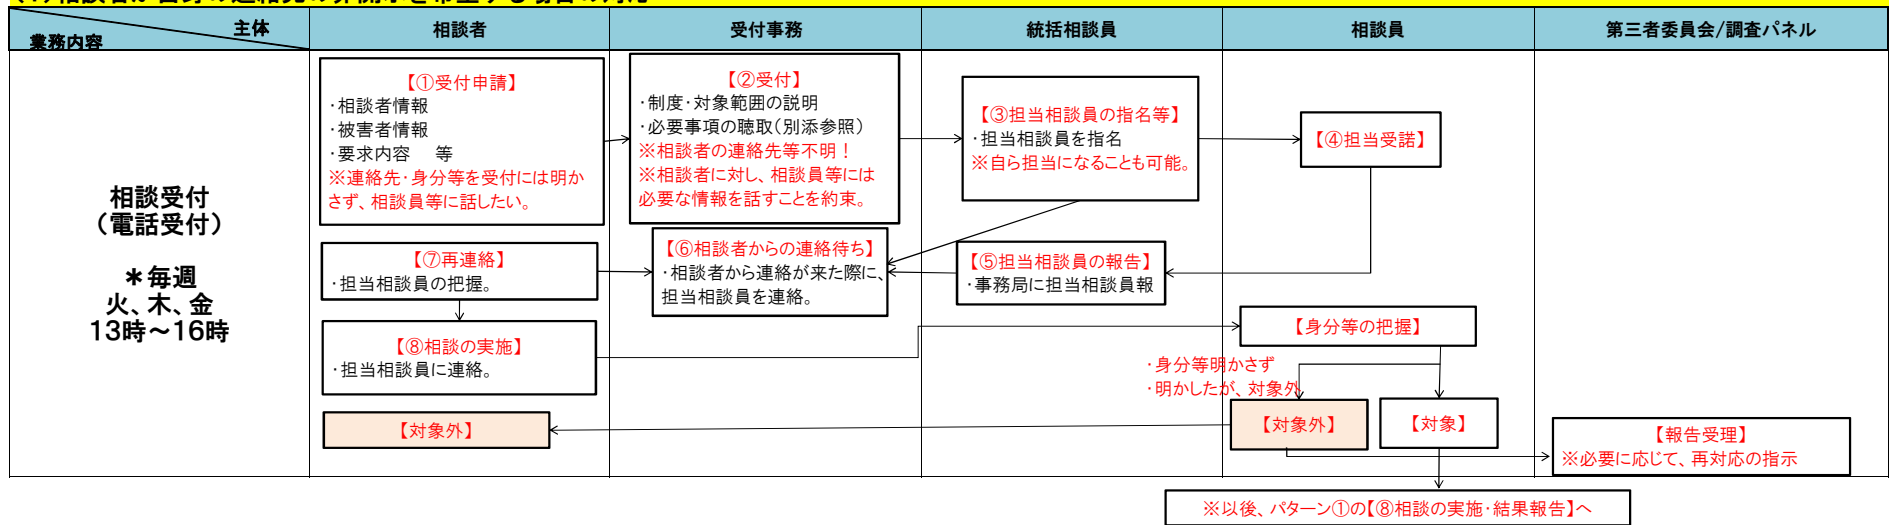 主体
業務内容
相談者
受付事務
統括相談員
相談員
第三者委員会/調査パネル
相談受付
（電話受付）
＊毎週
火、木、金
13時～16時
【①受付申請】
・相談者情報
・被害者情報
・要求内容　等
※連絡先・身分等を受付には明か
さず、相談員等に話したい。
【②受付】
・制度・対象範囲の説明
・必要事項の聴取（別添参照）
※相談者の連絡先等不明！
※相談者に対し、相談員等には
必要な情報を話すことを約束。
【③担当相談員の指名等】
・担当相談員を指名
※自ら担当になることも可能。
【④担当受諾】
【⑦再連絡】
・担当相談員の把握。
【⑥相談者からの連絡待ち】
・相談者から連絡が来た際に、
担当相談員を連絡。
【⑤担当相談員の報告】
・事務局に担当相談員報
【⑧相談の実施】
・担当相談員に連絡。
【身分等の把握】
・身分等明かさず
・明かしたが、対象外
【対象外】
【対象外】
【対象】
【報告受理】
※必要に応じて、再対応の指示
※以後、パターン①の【⑧相談の実施・結果報告】へ